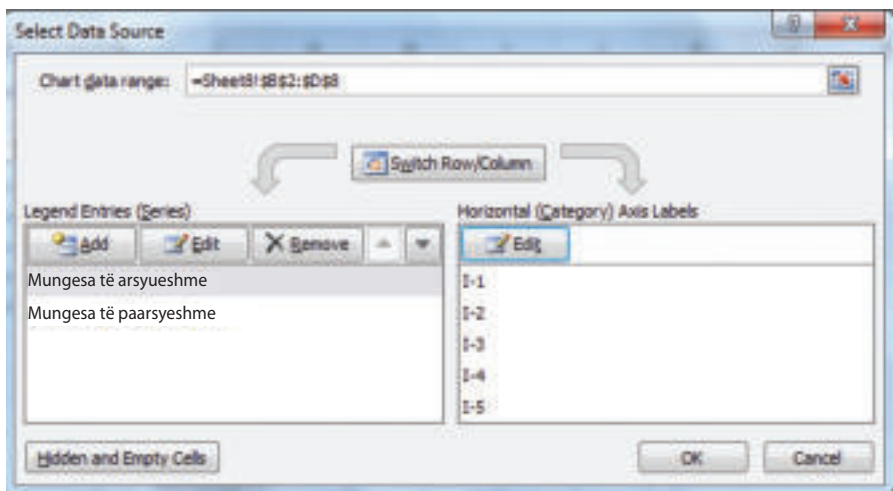 Select Data Source
Chart data range: =Sheet8!$B$2:$D$8
Switch Row/Column
Legend Entries (Series)
Add Edit Remove
Mungesa të arsyueshme
Mungesa të paarsyeshme
Horizontal (Category) Axis Labels
Edit
I-1
I-2
I-3
I-4
I-5
Hidden and Empty Cells
OK Cancel